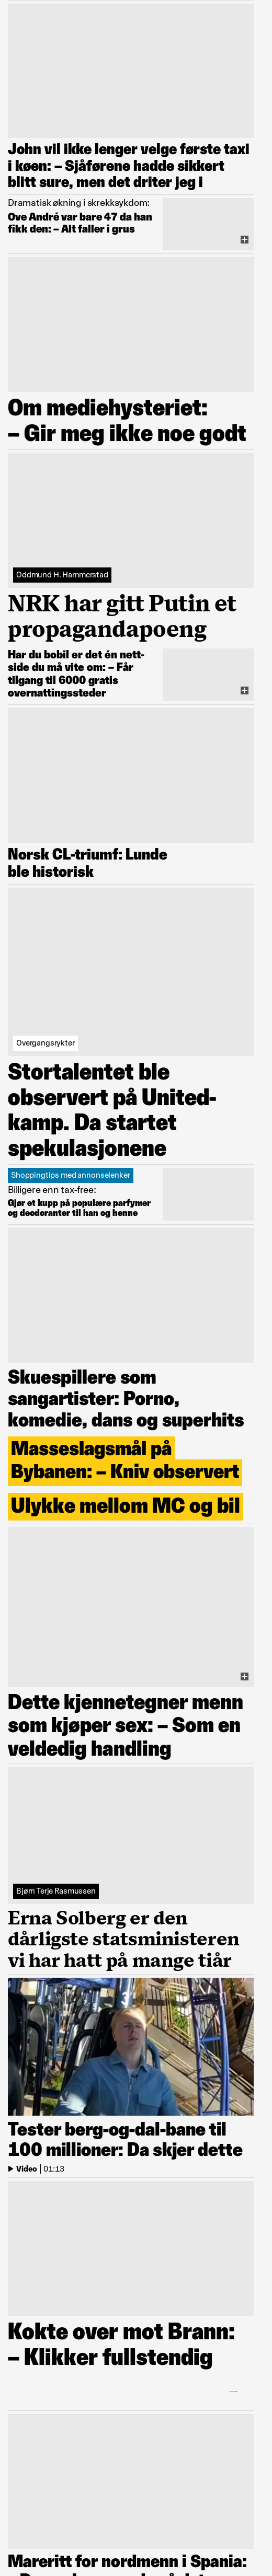 John vil ikke lenger velge første taxi
i køen: – Sjåførene hadde sikkert
blitt sure, men det driter jeg i
Dramatisk økning i skrekksykdom:
Ove André var bare 47 da han
fikk den: – Alt faller i grus
Om mediehysteriet:
– Gir meg ikke noe godt
Oddmund H. Hammerstad
NRK har gitt Putin et
propagandapoeng
Har du bobil er det én nett-
side du må vite om: – Får
tilgang til 6000 gratis
overnattingssteder
Norsk CL-triumf: Lunde
ble historisk
Overgangsrykter
Stortalentet ble
observert på United-
kamp. Da startet
spekulasjonene
Shoppingtips med annonselenker
Billigere enn tax-free:
Gjør et kupp på populære parfymer
og deodoranter til han og henne
Skuespillere som
sangartister: Porno,
komedie, dans og superhits
Masseslagsmål på
Bybanen: – Kniv observert
Ulykke mellom MC og bil
Dette kjennetegner menn
som kjøper sex: – Som en
veldedig handling
Bjørn Terje Rasmussen
Erna Solberg er den
dårligste statsministeren
vi har hatt på mange tiår
Tester berg-og-dal-bane til
100 millioner: Da skjer dette
Video | 01:13
Kokte over mot Brann:
– Klikker fullstendig
Mareritt for nordmenn i Spania: